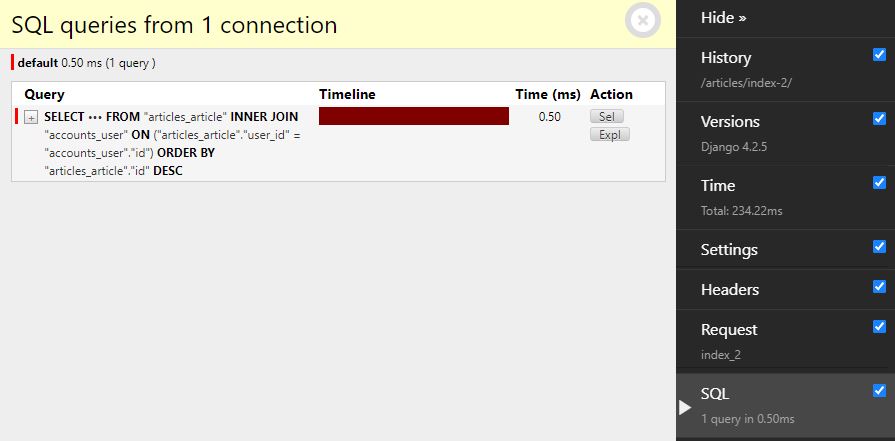 SQL queries from 1 connection
default 0.50 ms (1 query )
Query Timeline Time (ms) Action
+ SELECT ••• FROM "articles_article" INNER JOIN
"accounts_user" ON ("articles_article"."user_id" =
"accounts_user"."id") ORDER BY
"articles_article"."id" DESC
0.50
Sel
Expl
Hide »
History
/articles/index-2/
Versions
Django 4.2.5
Time
Total: 234.22ms
Settings
Headers
Request
index_2
SQL
1 query in 0.50ms